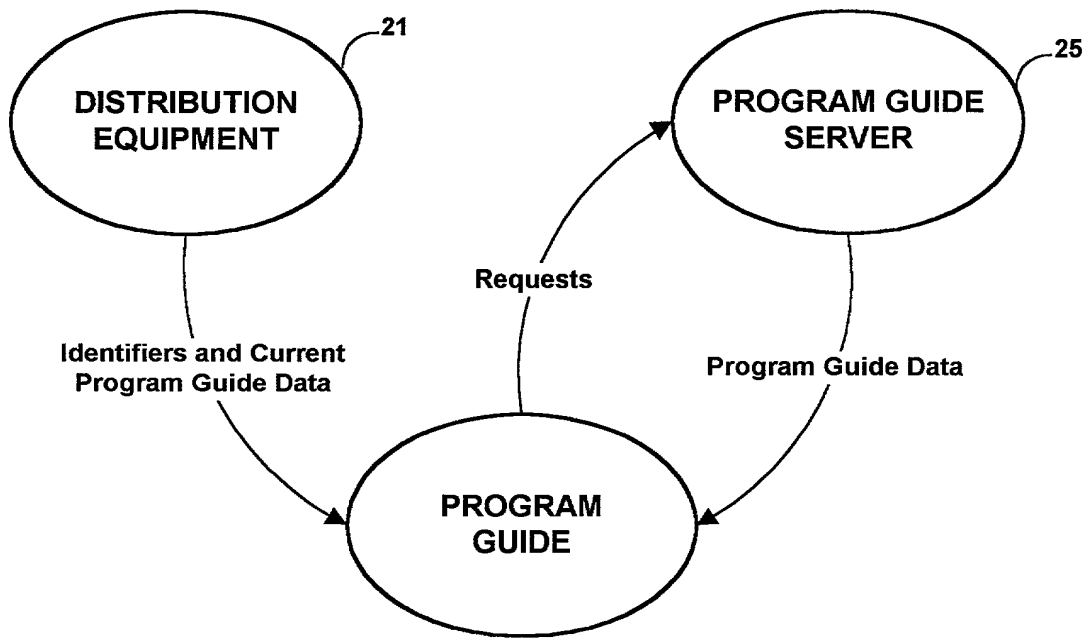 21
DISTRIBUTION
EQUIPMENT
25
PROGRAM GUIDE
SERVER
Requests
Identifiers and Current
Program Guide Data
Program Guide Data
PROGRAM
GUIDE